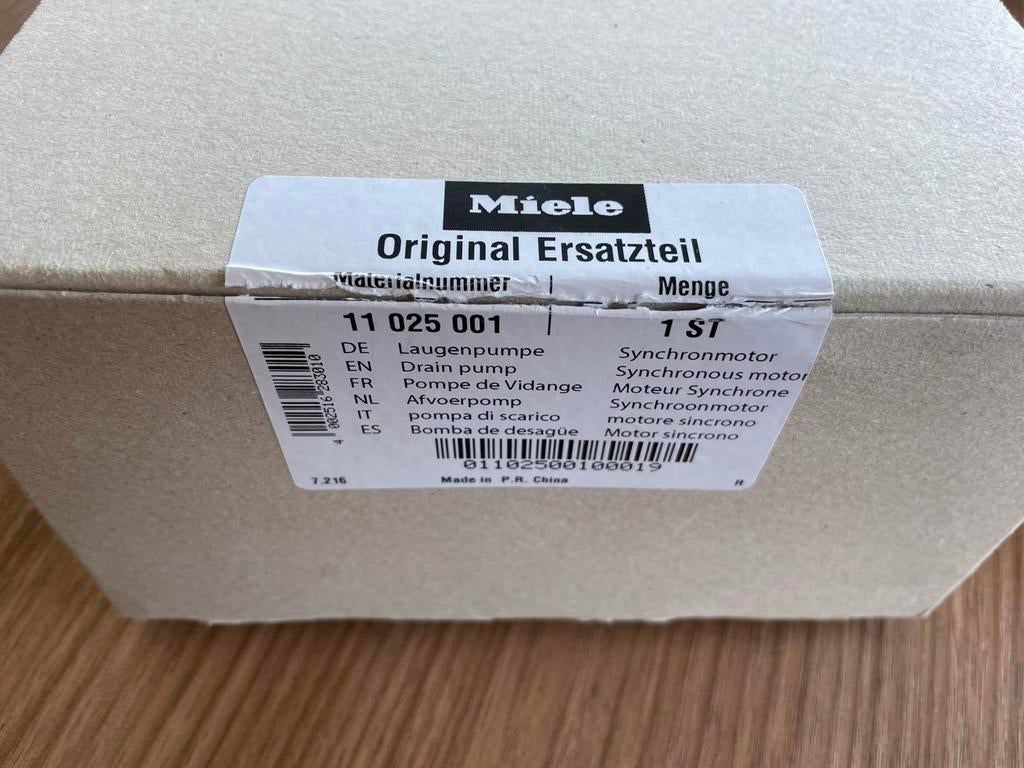 Miele
Original Ersatzteil
Materialnummer Menge
11 025 001 1 ST
DE Laugenpumpe Synchronmotor
EN Drain pump Synchronous motor
FR Pompe de Vidange Moteur Synchrone
NL Afvoerpomp Synchroonmotor
IT pompa di scarico motore sincrono
ES Bomba de desagüe Motor sincrono
4 002516 283010
01102500100019
7.216 Made in P.R. China R